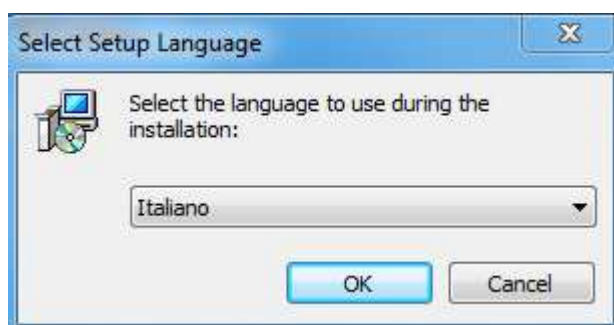 Select Setup Language
Select the language to use during the
installation:
Italiano
OK
Cancel